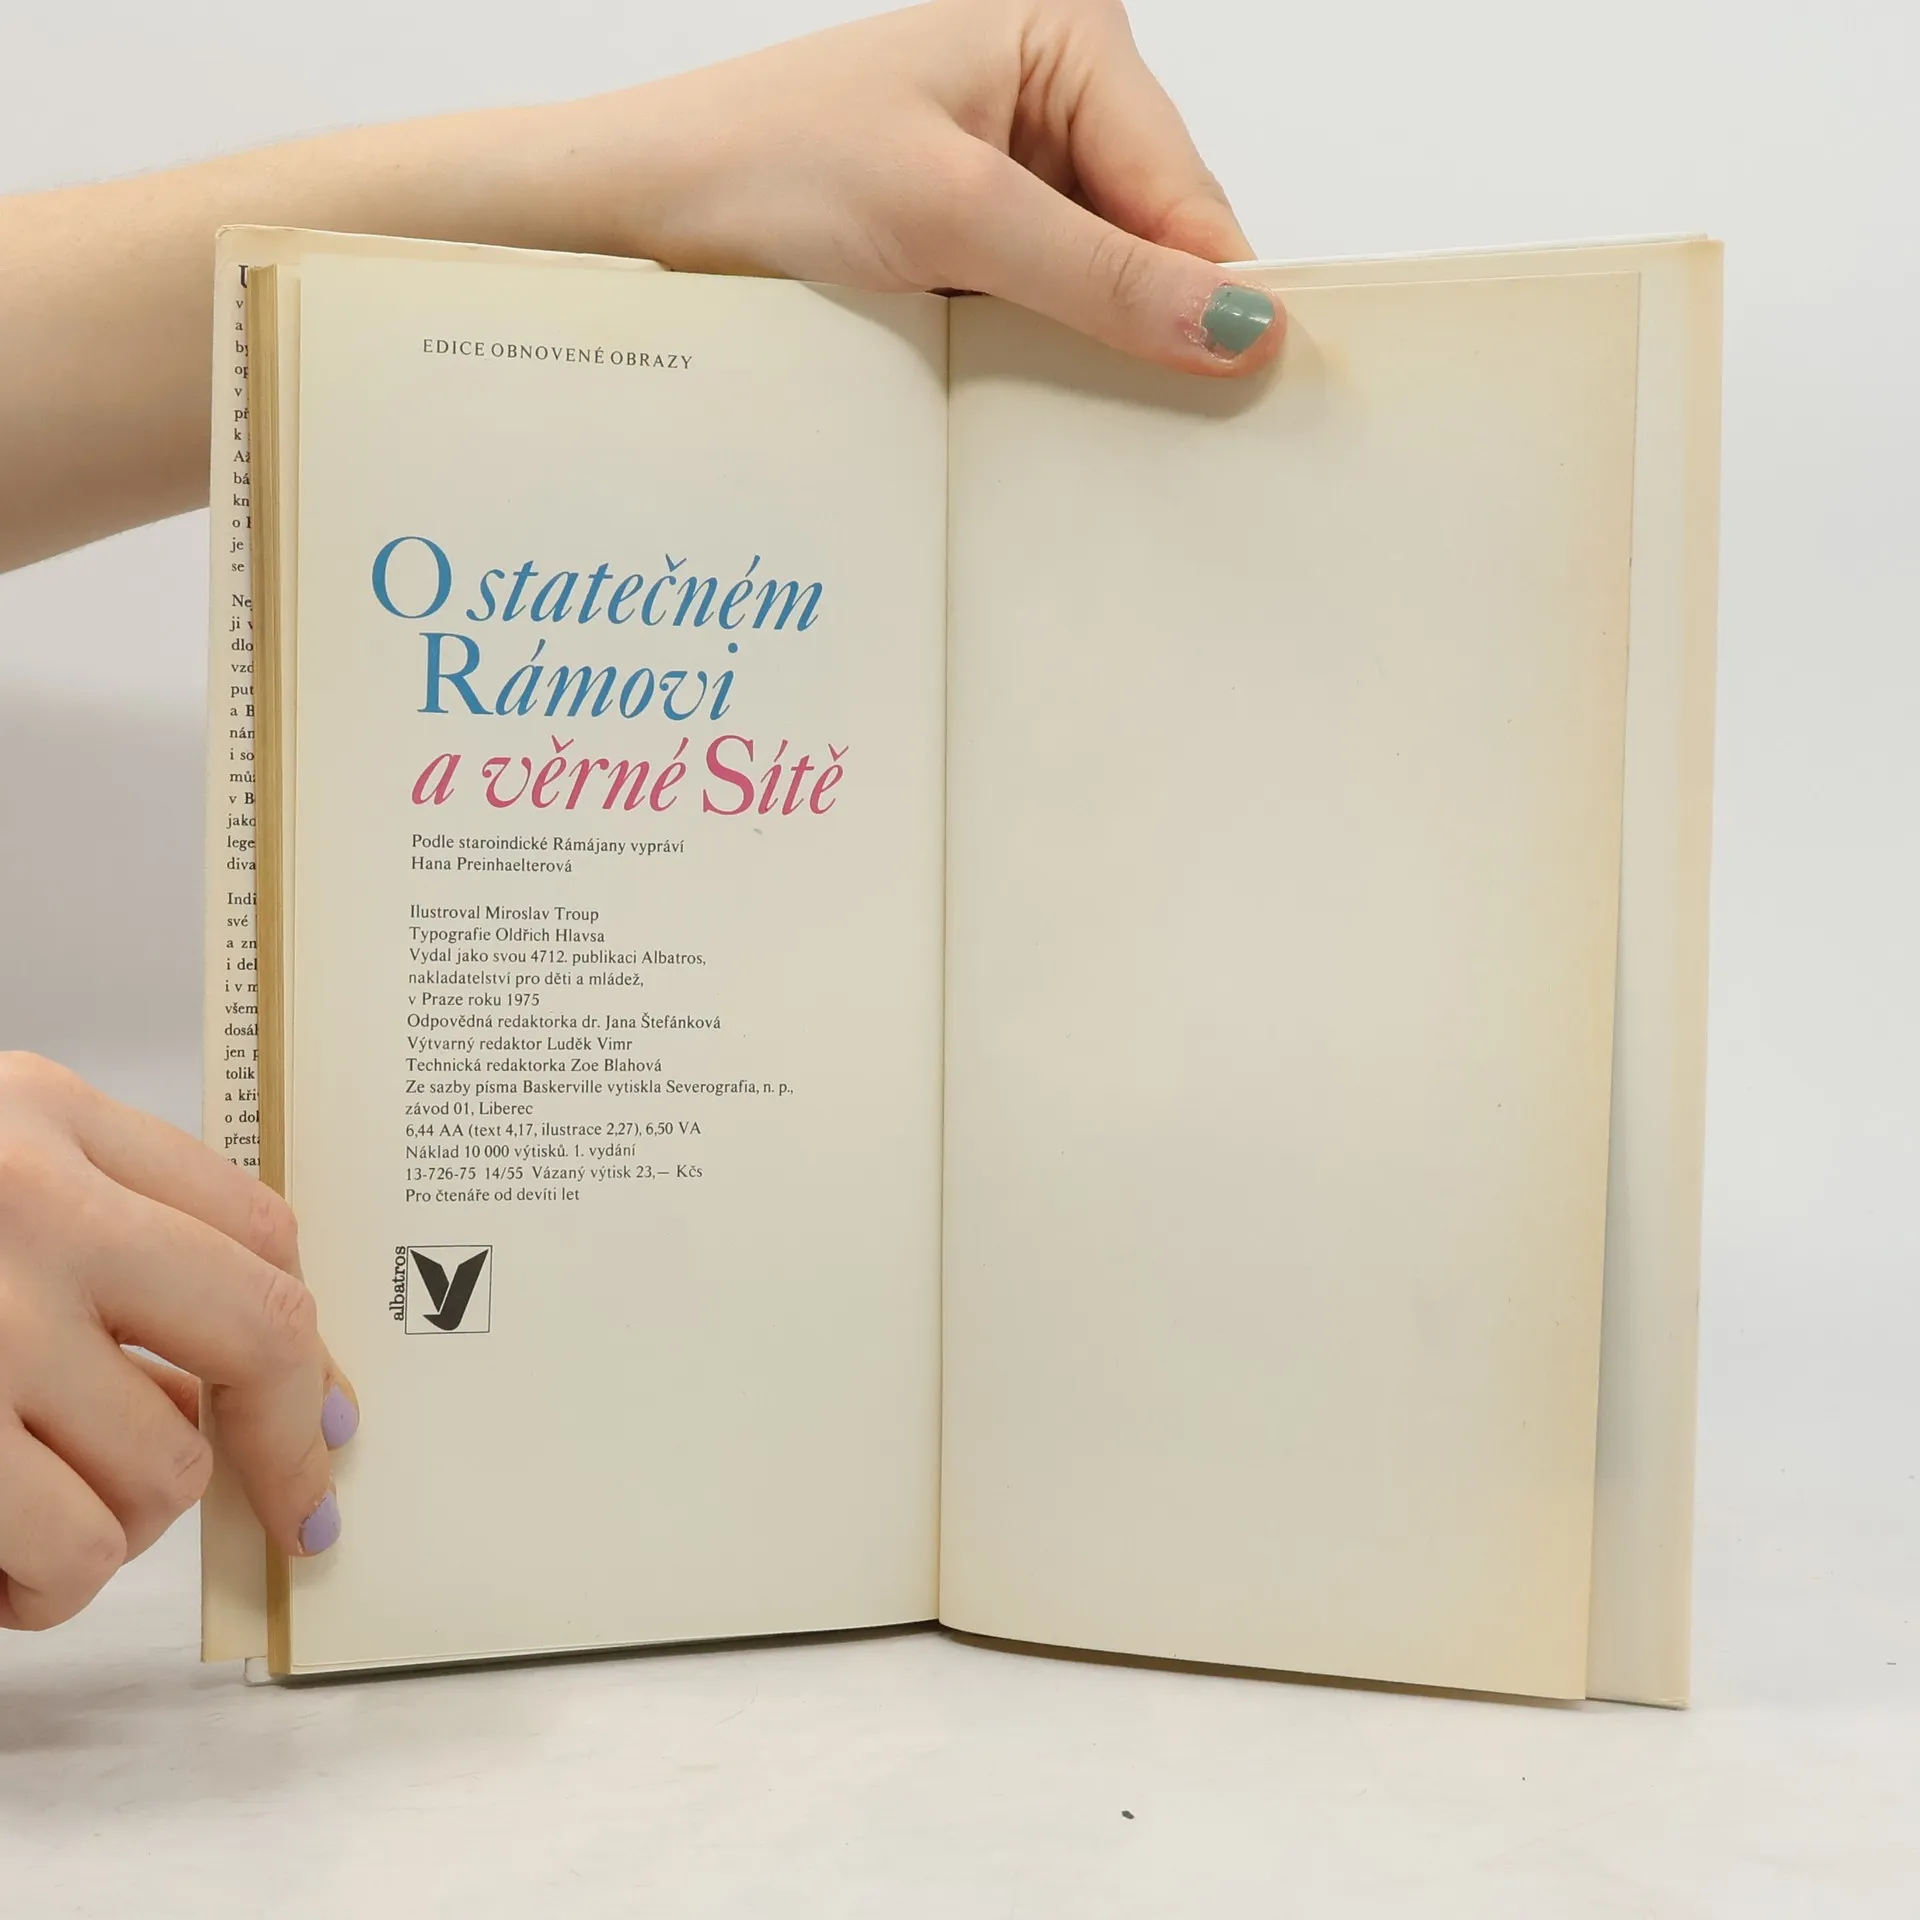 EDICE OBNOVENÉ OBRAZY
O statečném
Rámovi
a věrné Sítě
Podle staroindické Rámájany vypráví
Hana Preinhaelterová
Ilustroval Miroslav Troup
Typografie Oldřich Hlavsa
Vydal jako svou 4712. publikaci Albatros,
nakladatelství pro děti a mládež,
v Praze roku 1975
Odpovědná redaktorka dr. Jana Štefánková
Výtvarný redaktor Luděk Vimr
Technická redaktorka Zoe Blahová
Ze sazby písma Baskerville vytiskla Severografia, n. p.,
závod 01, Liberec
6,44 AA (text 4,17, ilustrace 2,27), 6,50 VA
Náklad 10 000 výtisků. 1. vydání
13-726-75 14/55 Vázaný výtisk 23,— Kčs
Pro čtenáře od devíti let
albatros